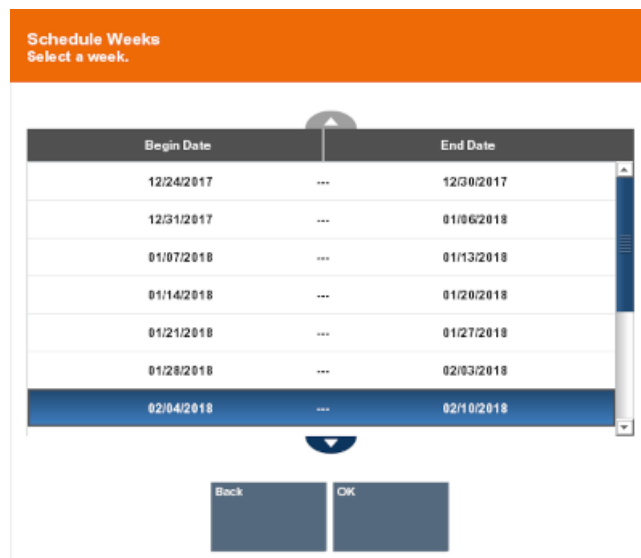 Schedule Weeks
Select a week.
Begin Date End Date
12/24/2017 --- 12/30/2017
12/31/2017 --- 01/06/2018
01/07/2018 --- 01/13/2018
01/14/2018 --- 01/20/2018
01/21/2018 --- 01/27/2018
01/28/2018 --- 02/03/2018
02/04/2018 --- 02/10/2018
Back OK